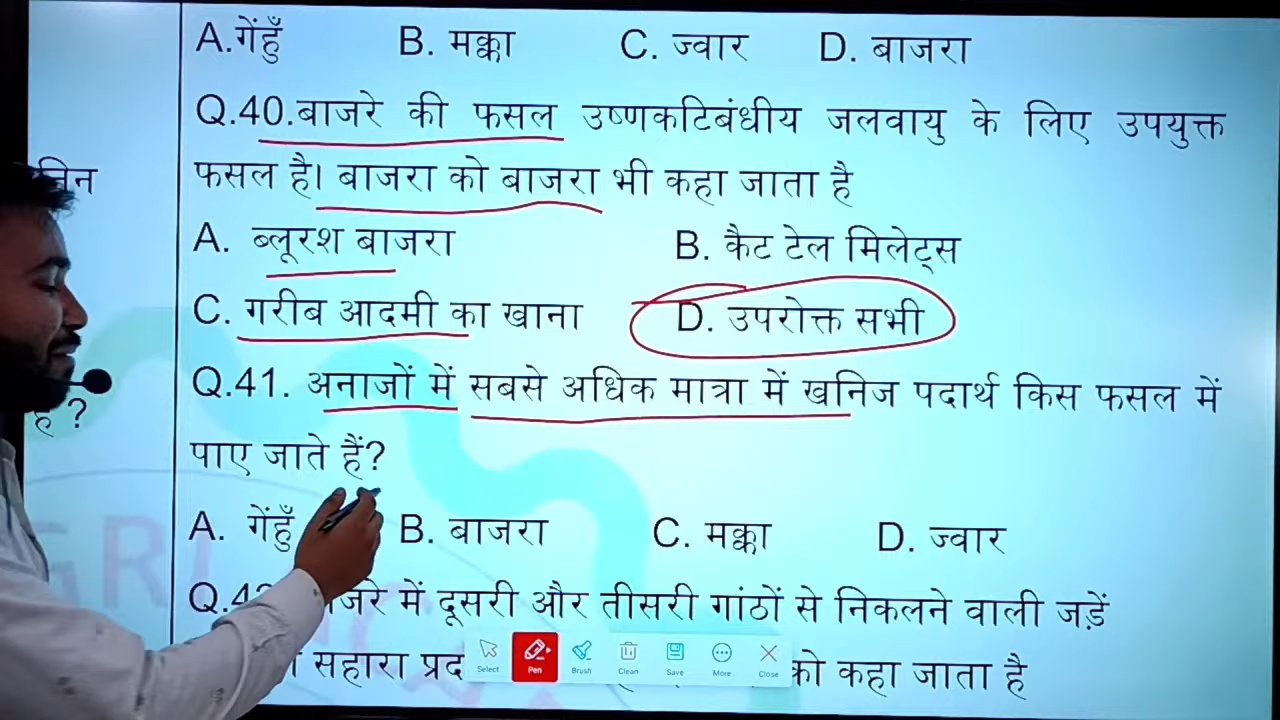 A.गेंहुँ B. मक्का C. ज्वार D. बाजरा
Q.40.बाजरे की फसल उष्णकटिबंधीय जलवायु के लिए उपयुक्त
फसल है। बाजरा को बाजरा भी कहा जाता है
A. ब्लूरश बाजरा B. कैट टेल मिलेट्स
C. गरीब आदमी का खाना D. उपरोक्त सभी
Q.41. अनाजों में सबसे अधिक मात्रा में खनिज पदार्थ किस फसल में
है ?
पाए जाते हैं?
A. गेंहुँ B. बाजरा C. मक्का D. ज्वार
में दूसरी और तीसरी गांठों से निकलने वाली जड़ें
सहारा को कहा जाता है
Select Pen Brush Clean Save More Close